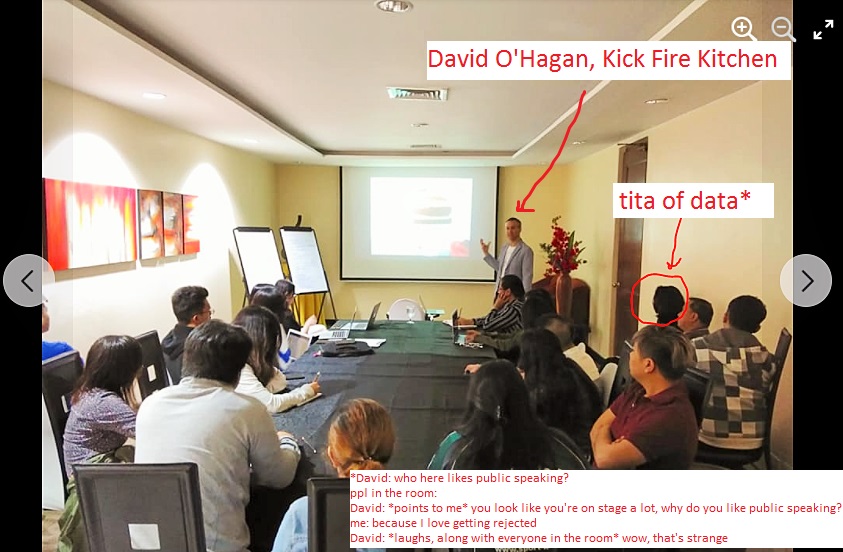 David O'Hagan, Kick Fire Kitchen
tita of data*
*David: who here likes public speaking?
ppl in the room:
David: *points to me* you look like you're on stage a lot, why do you like public speaking?
me: because I love getting rejected
David: *laughs, along with everyone in the room* wow, that's strange